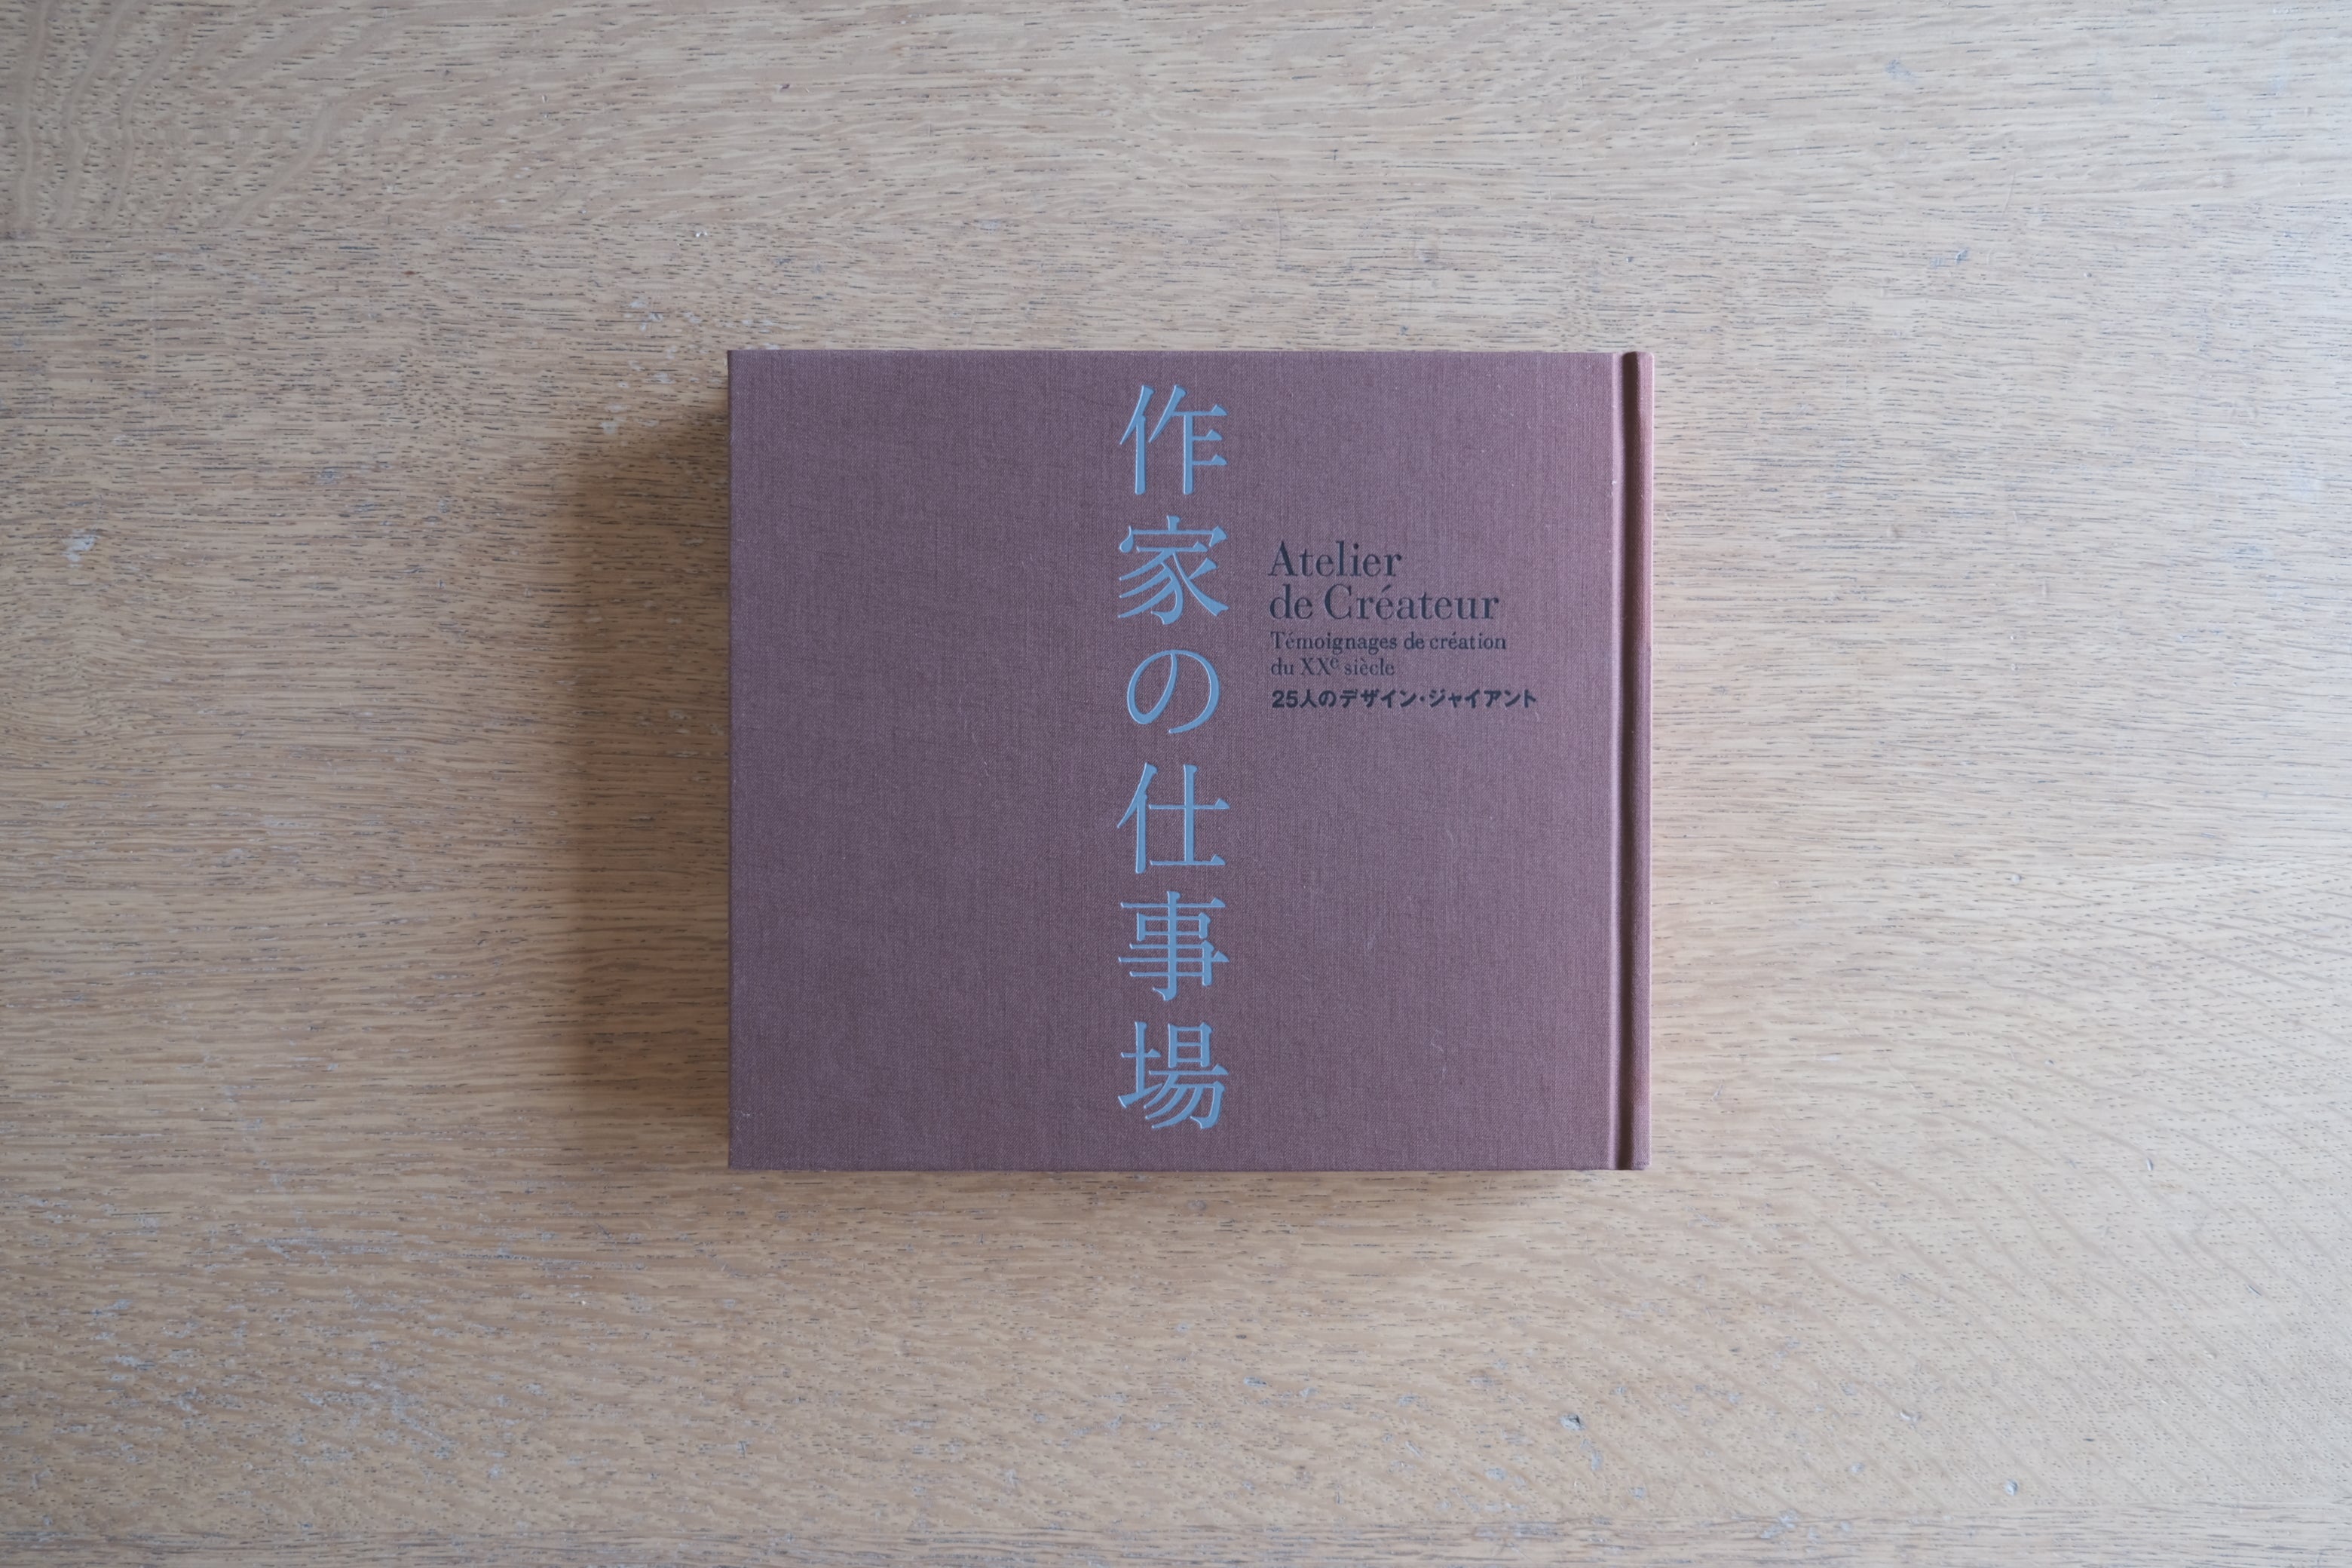 作家の仕事場
Atelier
de Créateur
Témoignages de création
du XXe siècle
25人のデザイン・ジャイアント